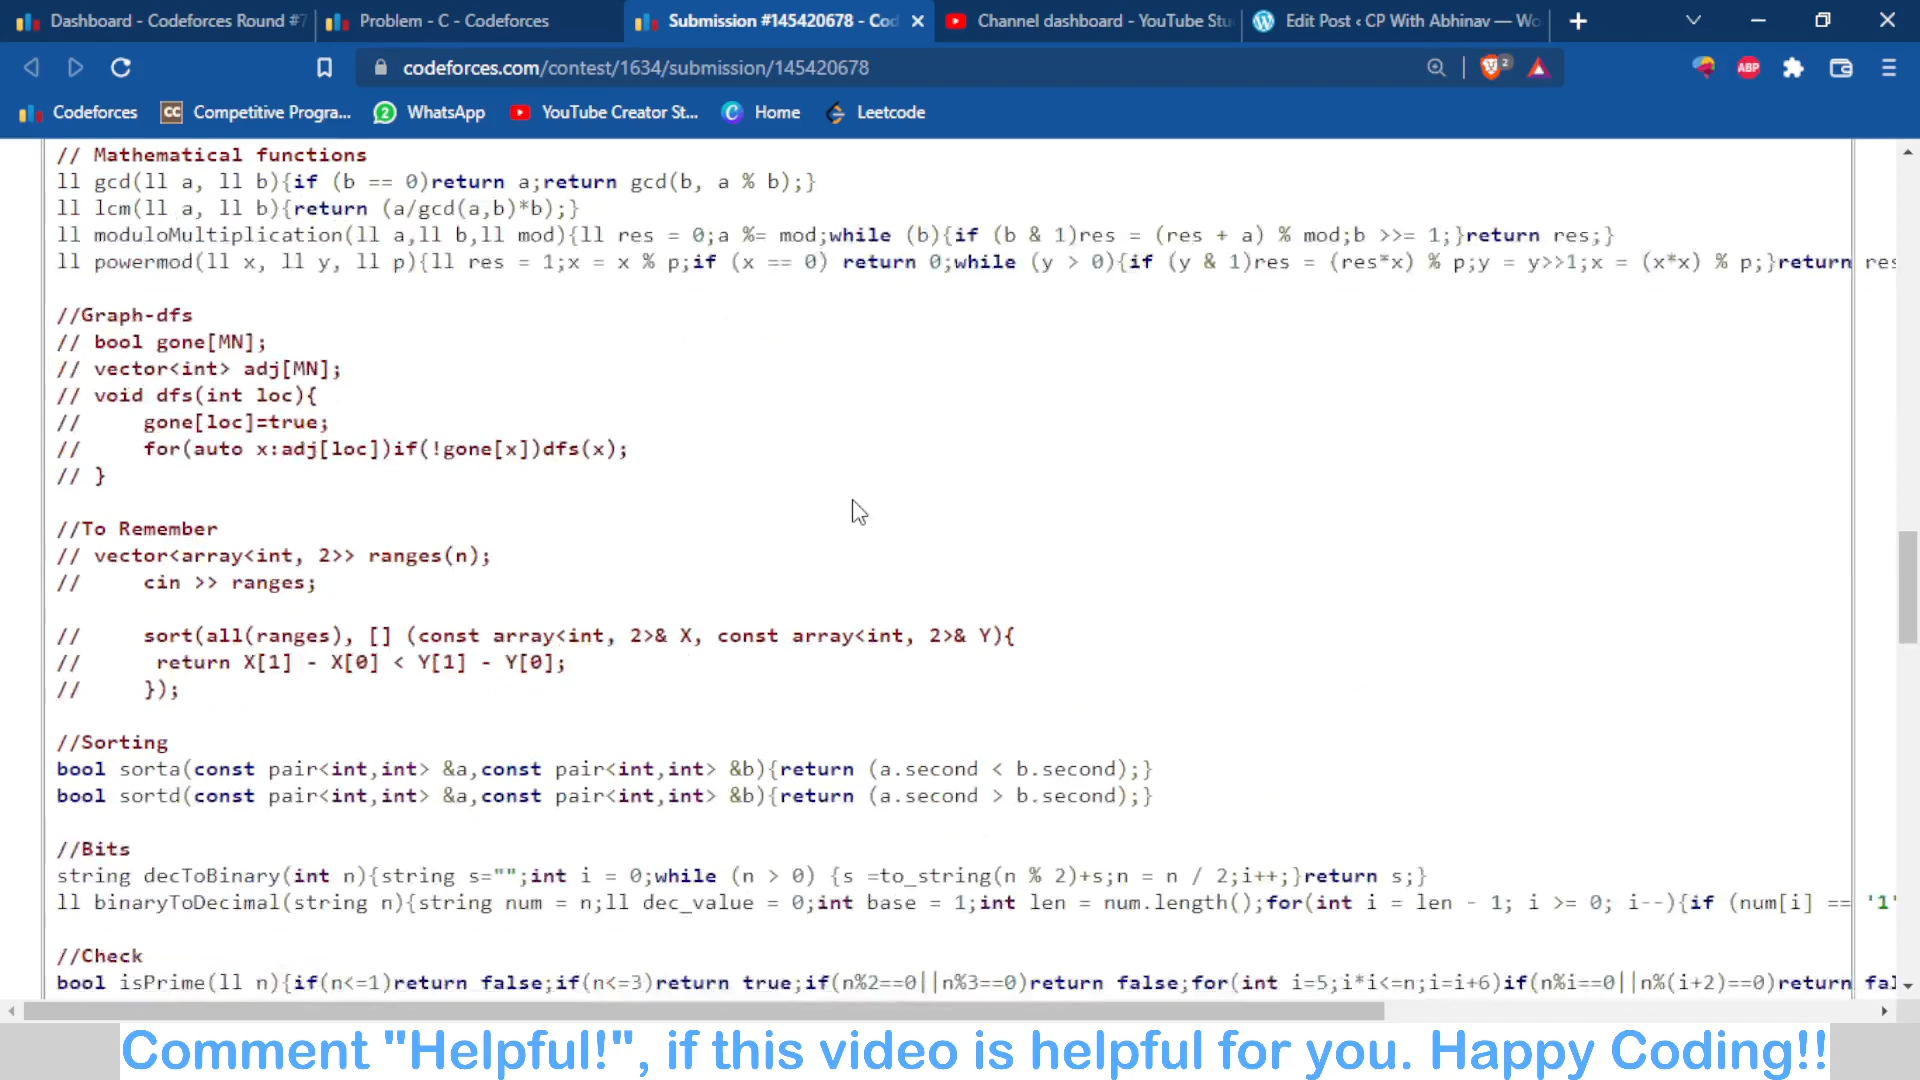 Dashboard - Codeforces Round #7
Problem - C - Codeforces
Submission #145420678 - Co
Channel dashboard - YouTube Stu
Edit Post ‹ CP With Abhinav — Wo
codeforces.com/contest/1634/submission/145420678
2
ABP
Codeforces
CC Competitive Progra...
2 WhatsApp
YouTube Creator St...
C Home
Leetcode
// Mathematical functions
ll gcd(ll a, ll b){if (b == 0)return a;return gcd(b, a % b);}
ll lcm(ll a, ll b){return (a/gcd(a,b)*b);}
ll moduloMultiplication(ll a,ll b,ll mod){ll res = 0;a %= mod;while (b){if (b & 1)res = (res + a) % mod;b >>= 1;}return res;}
ll powermod(ll x, ll y, ll p){ll res = 1;x = x % p;if (x == 0) return 0;while (y > 0){if (y & 1)res = (res*x) % p;y = y>>1;x = (x*x) % p;}return res
//Graph-dfs
// bool gone[MN];
// vector<int> adj[MN];
// void dfs(int loc){
//     gone[loc]=true;
//     for(auto x:adj[loc])if(!gone[x])dfs(x);
// }
//To Remember
// vector<array<int, 2>> ranges(n);
//     cin >> ranges;
//     sort(all(ranges), [] (const array<int, 2>& X, const array<int, 2>& Y){
//      return X[1] - X[0] < Y[1] - Y[0];
//     });
//Sorting
bool sorta(const pair<int,int> &a,const pair<int,int> &b){return (a.second < b.second);}
bool sortd(const pair<int,int> &a,const pair<int,int> &b){return (a.second > b.second);}
//Bits
string decToBinary(int n){string s="";int i = 0;while (n > 0) {s =to_string(n % 2)+s;n = n / 2;i++;}return s;}
ll binaryToDecimal(string n){string num = n;ll dec_value = 0;int base = 1;int len = num.length();for(int i = len - 1; i >= 0; i--){if (num[i] == '1'
//Check
bool isPrime(ll n){if(n<=1)return false;if(n<=3)return true;if(n%2==0||n%3==0)return false;for(int i=5;i*i<=n;i=i+6)if(n%i==0||n%(i+2)==0)return fal
Comment "Helpful!", if this video is helpful for you. Happy Coding!!